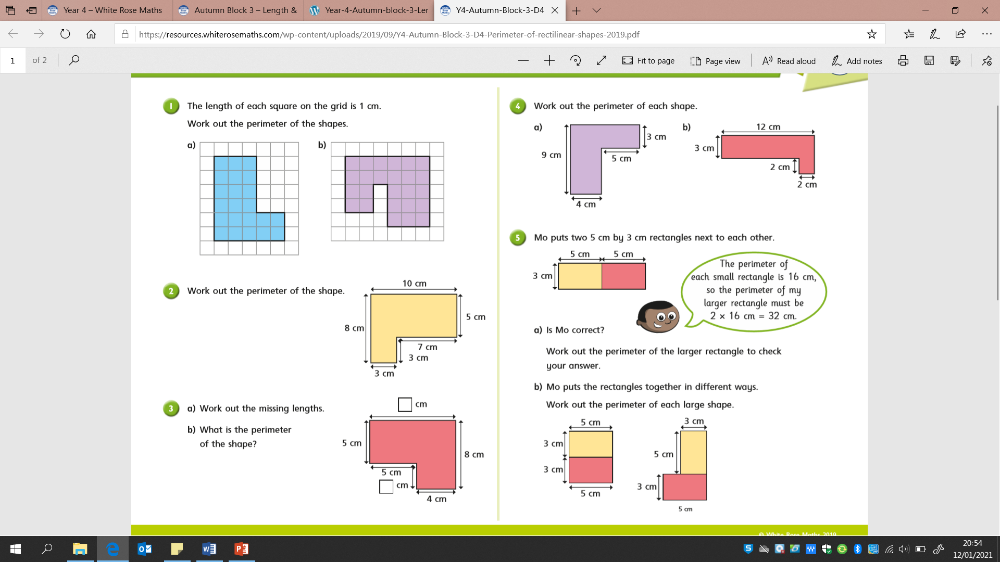 Year 4 – White Rose Maths
Autumn Block 3 – Length &
Year-4-Autumn-block-3-Ler
Y4-Autumn-Block-3-D4
https://resources.whiterosemaths.com/wp-content/uploads/2019/09/Y4-Autumn-Block-3-D4-Perimeter-of-rectilinear-shapes-2019.pdf
1 of 2
Fit to page
Page view
Read aloud
Add notes
1 The length of each square on the grid is 1 cm.
Work out the perimeter of the shapes.
a)
b)
2 Work out the perimeter of the shape.
10 cm
8 cm
5 cm
7 cm
3 cm
3 cm
3 a) Work out the missing lengths.
b) What is the perimeter
of the shape?
cm
5 cm
8 cm
5 cm
cm
4 cm
4 Work out the perimeter of each shape.
a)
9 cm
3 cm
5 cm
4 cm
b)
12 cm
3 cm
2 cm
2 cm
5 Mo puts two 5 cm by 3 cm rectangles next to each other.
5 cm 5 cm
3 cm
The perimeter of
each small rectangle is 16 cm,
so the perimeter of my
larger rectangle must be
2 × 16 cm = 32 cm.
a) Is Mo correct?
Work out the perimeter of the larger rectangle to check
your answer.
b) Mo puts the rectangles together in different ways.
Work out the perimeter of each large shape.
5 cm
3 cm
3 cm
5 cm
3 cm
5 cm
3 cm
5 cm
© White Rose Maths 2019
20:54
12/01/2021